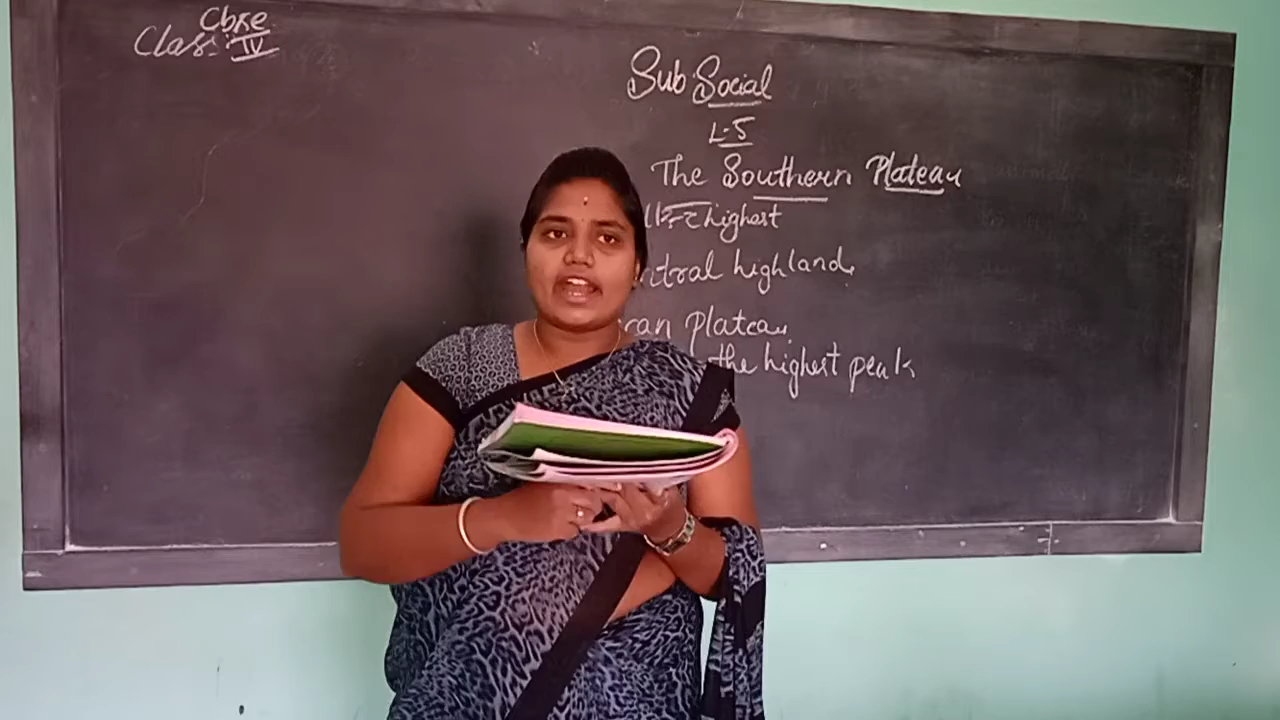 Cbse
Class: IV
Sub Social
L-5
The Southern Plateau
highest
highland
plateau
the highest peak